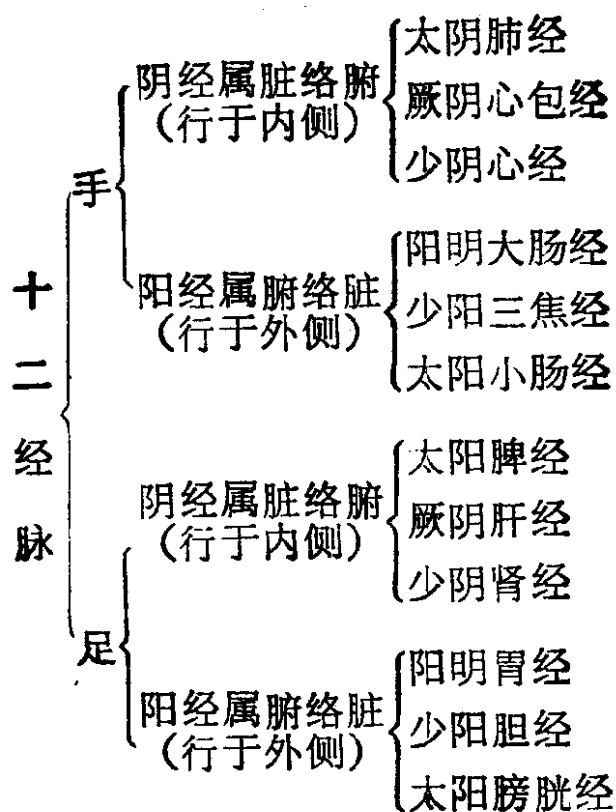 十二经脉
手
阴经属脏络腑
（行于内侧）
太阴肺经
厥阴心包经
少阴心经
阳经属腑络脏
（行于外侧）
阳明大肠经
少阳三焦经
太阳小肠经
足
阴经属脏络腑
（行于内侧）
太阳脾经
厥阴肝经
少阴肾经
阳经属腑络脏
（行于外侧）
阳明胃经
少阳胆经
太阳膀胱经